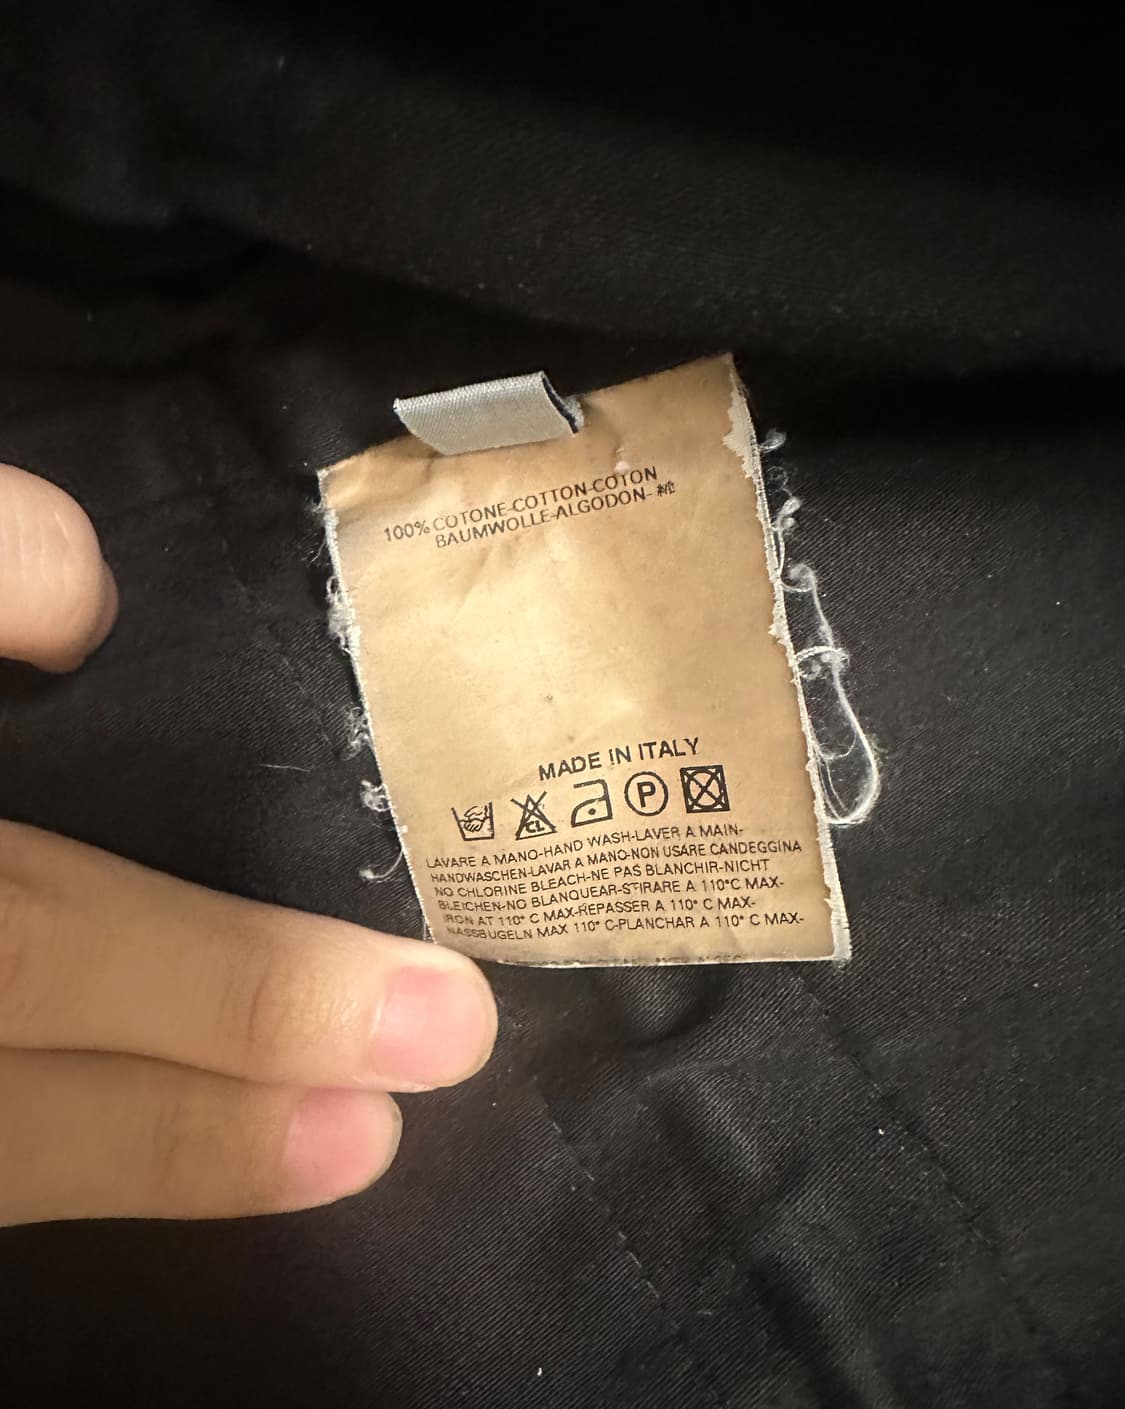 100% COTONE-COTTON-COTON
BAUMWOLLE-ALGODON-
MADE IN ITALY
CL P
LAVARE A MANO-HAND WASH-LAVER A MAIN-
HANDWASCHEN-LAVAR A MANO-NON USARE CANDEGGINA
NO CHLORINE BLEACH-NE PAS BLANCHIR-NICHT
BLEICHEN-NO BLANQUEAR-STIRARE A 110°C MAX-
IRON AT 110° C MAX-REPASSER A 110° C MAX-
NASSBUGELN MAX 110° C-PLANCHAR A 110° C MAX-